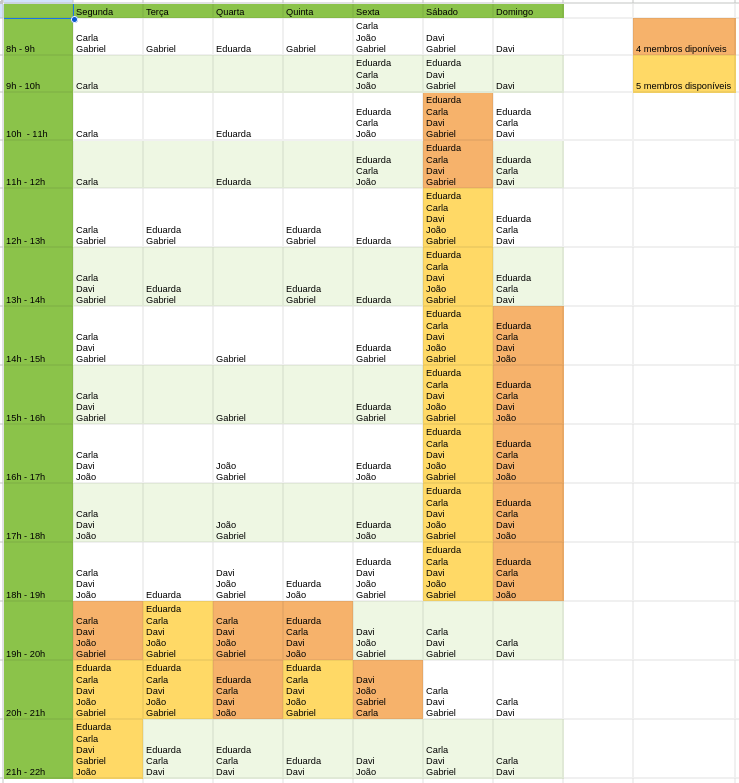 Segunda Terça Quarta Quinta Sexta Sábado Domingo
8h - 9h
Carla
Gabriel
Gabriel
Eduarda
Gabriel
Carla
João
Gabriel
Davi
Gabriel
Davi
4 membros diponíveis
9h - 10h
Carla
Eduarda
Carla
João
Eduarda
Davi
Gabriel
Davi
5 membros disponíveis
10h - 11h
Carla
Eduarda
Eduarda
Carla
João
Eduarda
Carla
Davi
Gabriel
Eduarda
Carla
Davi
11h - 12h
Carla
Eduarda
Eduarda
Carla
João
Eduarda
Carla
Davi
Gabriel
Eduarda
Carla
Davi
12h - 13h
Carla
Gabriel
Eduarda
Gabriel
Eduarda
Gabriel
Eduarda
Eduarda
Carla
Davi
João
Gabriel
Eduarda
Carla
Davi
13h - 14h
Carla
Davi
Gabriel
Eduarda
Gabriel
Eduarda
Gabriel
Eduarda
Eduarda
Carla
Davi
João
Gabriel
Eduarda
Carla
Davi
14h - 15h
Carla
Davi
Gabriel
Gabriel
Eduarda
Gabriel
Eduarda
Carla
Davi
João
Gabriel
Eduarda
Carla
Davi
João
15h - 16h
Carla
Davi
Gabriel
Gabriel
Eduarda
Gabriel
Eduarda
Carla
Davi
João
Gabriel
Eduarda
Carla
Davi
João
16h - 17h
Carla
Davi
João
João
Gabriel
Eduarda
João
Eduarda
Carla
Davi
João
Gabriel
Eduarda
Carla
Davi
João
17h - 18h
Carla
Davi
João
João
Gabriel
Eduarda
João
Eduarda
Carla
Davi
João
Gabriel
Eduarda
Carla
Davi
João
18h - 19h
Carla
Davi
João
Eduarda
Davi
João
Gabriel
Eduarda
João
Eduarda
Davi
João
Gabriel
Eduarda
Carla
Davi
João
Gabriel
Eduarda
Carla
Davi
João
19h - 20h
Carla
Davi
João
Gabriel
Eduarda
Carla
Davi
João
Gabriel
Carla
Davi
João
Gabriel
Eduarda
Carla
Davi
João
Davi
João
Gabriel
Carla
Davi
Gabriel
Carla
Davi
20h - 21h
Eduarda
Carla
Davi
João
Gabriel
Eduarda
Carla
Davi
João
Gabriel
Eduarda
Carla
Davi
João
Eduarda
Carla
Davi
João
Gabriel
Davi
João
Gabriel
Carla
Carla
Davi
Gabriel
Carla
Davi
21h - 22h
Eduarda
Carla
Davi
Gabriel
João
Eduarda
Carla
Davi
Eduarda
Carla
Davi
Eduarda
Davi
Davi
João
Carla
Davi
Gabriel
Carla
Davi